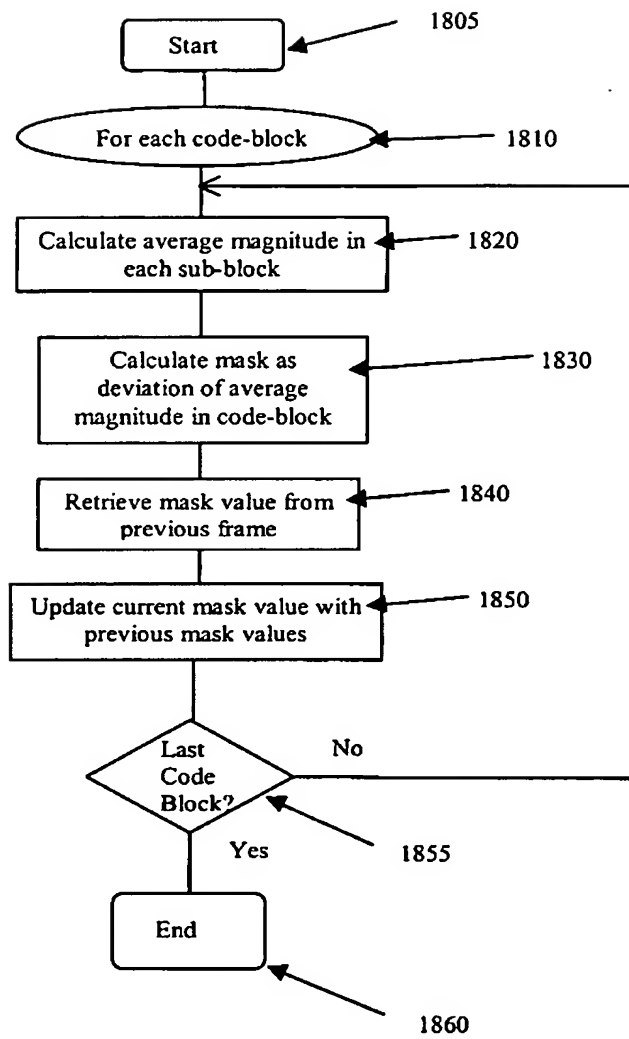 Start
1805
For each code-block
1810
Calculate average magnitude in
each sub-block
1820
Calculate mask as
deviation of average
magnitude in code-block
1830
Retrieve mask value from
previous frame
1840
Update current mask value with
previous mask values
1850
Last
Code
Block?
No
Yes
1855
End
1860